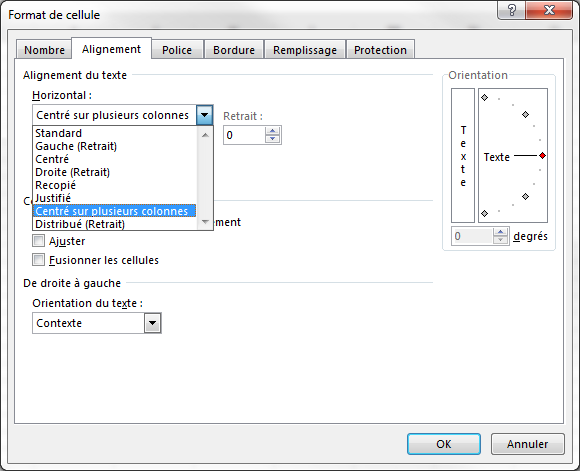 Format de cellule
Nombre
Alignement
Police
Bordure
Remplissage
Protection
Alignement du texte
Horizontal :
Centré sur plusieurs colonnes
Retrait :
0
Standard
Gauche (Retrait)
Centré
Droite (Retrait)
Recopié
Justifié
Centré sur plusieurs colonnes
Distribué (Retrait)
Ajuster
Fusionner les cellules
De droite à gauche
Orientation du texte :
Contexte
Orientation
Texte
Texte
0 degrés
OK
Annuler